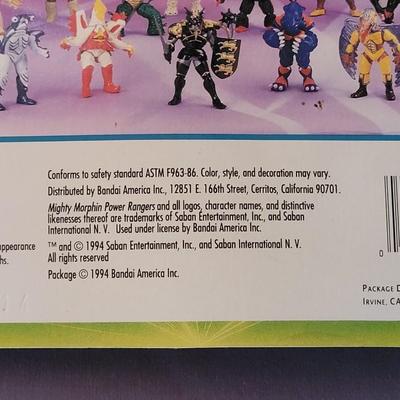 Conforms to safety standard ASTM F963-86. Color, style, and decoration may vary.
Distributed by Bandai America Inc., 12851 E. 166th Street, Cerritos, California 90701.
Mighty Morphin Power Rangers and all logos, character names, and distinctive
likenesses thereof are trademarks of Saban Entertainment, Inc., and Saban
International N. V. Used under license by Bandai America Inc.
™ and © 1994 Saban Entertainment, Inc., and Saban International N. V.
All rights reserved
Package © 1994 Bandai America Inc.
appearance
hs.
0
PACKAGE D
IRVINE, CA